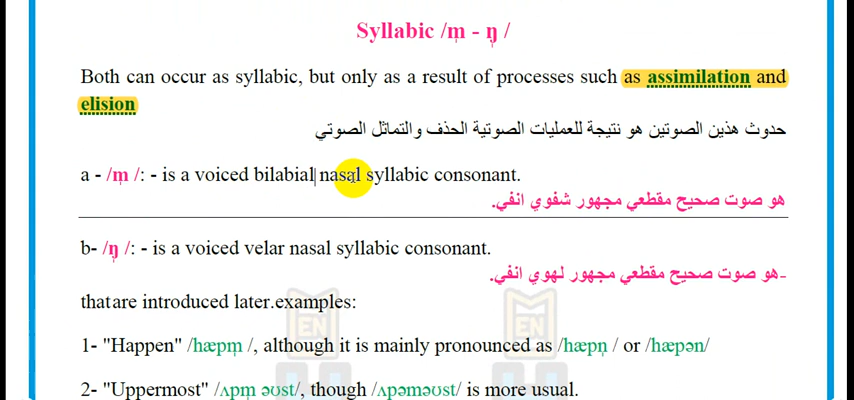 Syllabic /m̩ - ŋ̩ /
Both can occur as syllabic, but only as a result of processes such as assimilation and
elision
حدوث هذين الصوتين هو نتيجة للعمليات الصوتية الحذف والتماثل الصوتي
a - /m̩ /: - is a voiced bilabial nasal syllabic consonant.
هو صوت صحيح مقطعي مجهور شفوي انفي.
b- /ŋ̩ /: - is a voiced velar nasal syllabic consonant.
-هو صوت صحيح مقطعي مجهور لهوي انفي.
that are introduced later.examples:
1- "Happen" /hæpm̩ /, although it is mainly pronounced as /hæpn̩ / or /hæpən/
2- "Uppermost" /ʌpm̩ əʊst/, though /ʌpəməʊst/ is more usual.
EN EN